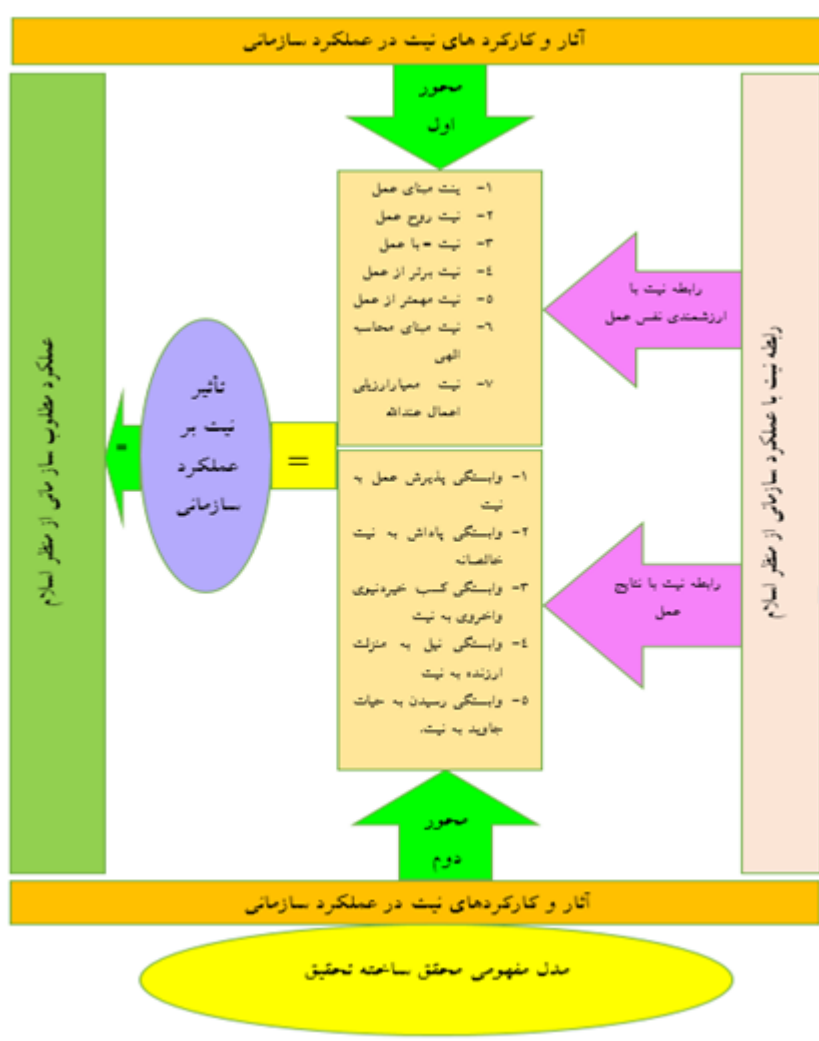 آثار و کارکرد های نیت در عملکرد سازمانی
محور
اول
رابطه نیت با عملکرد سازمانی از منظر اسلام
رابطه نیت با
ارزشمندی نفس عمل
رابطه نیت با نتایج
عمل
۱- ینت مبنای عمل
۲- نیت روح عمل
۳- نیت = با عمل
۴- نیت برتر از عمل
۵- نیت مهمتر از عمل
۶- نیت مبنای محاسبه
الهی
۷- نیت معیارارزیلی
اعمال عندالله
۱- وابستگی پذیرش عمل به
نیت
۲- وابستگی پاداش به نیت
خالصانه
۳- وابستگی کسب خیردنیوی
واخروی به نیت
۴- وابستگی نیل به منزلت
ارزنده به نیت
۵- وابستگی رسیدن به حیات
جاوید به نیت.
=
تأثیر
نیت بر
عملکرد
سازمانی
=
عملکرد مطلوب ساز مانی از منظر اسلام
محور
دوم
آثار و کارکردهای نیت در عملکرد سازمانی
مدل مفهومی محقق ساخته تحقیق